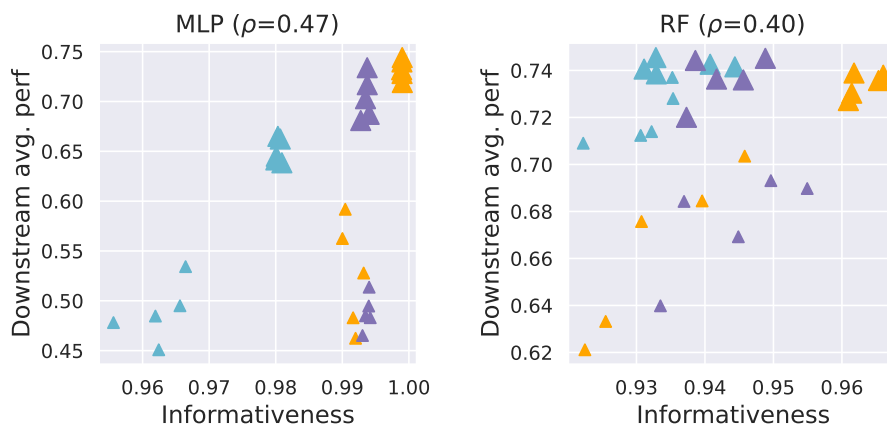 MLP (ρ=0.47)
Downstream avg. perf
0.75
0.70
0.65
0.60
0.55
0.50
0.45
0.96 0.97 0.98 0.99 1.00
Informativeness
RF (ρ=0.40)
Downstream avg. perf
0.74
0.72
0.70
0.68
0.66
0.64
0.62
0.93 0.94 0.95 0.96
Informativeness